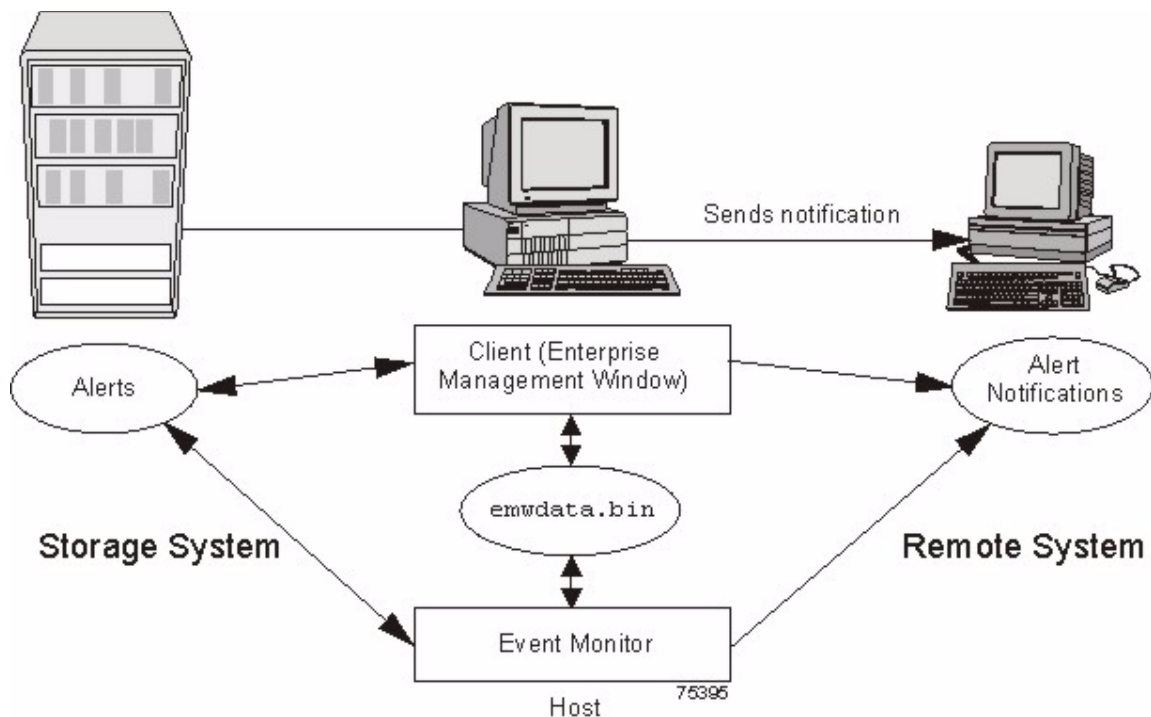 Sends notification
Client (Enterprise
Management Window)
Alerts
Alert
Notifications
emwdata.bin
Storage System
Remote System
Event Monitor
75395
Host